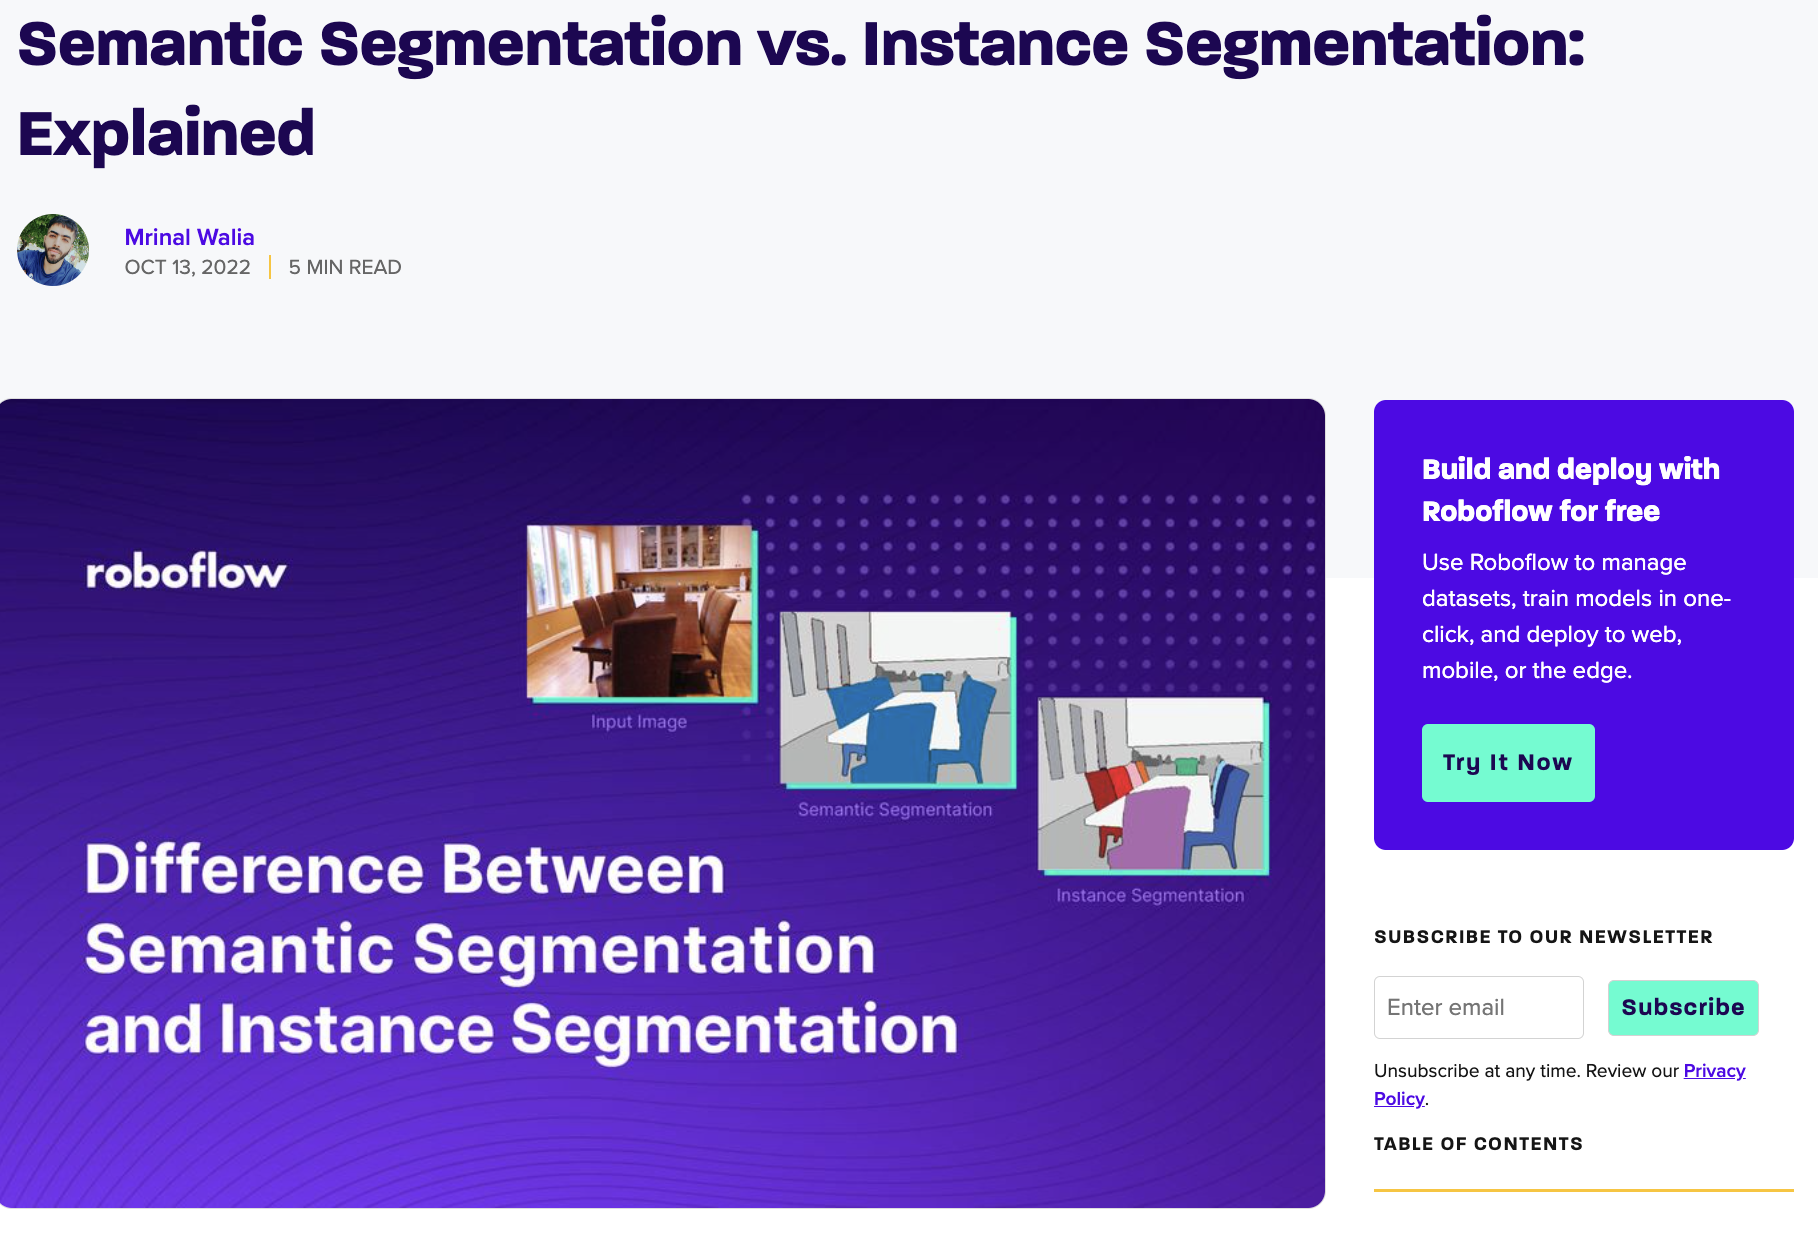 Semantic Segmentation vs. Instance Segmentation:
Explained
Mrinal Walia
OCT 13, 2022
5 MIN READ
roboflow
Input Image
Semantic Segmentation
Instance Segmentation
Difference Between
Semantic Segmentation
and Instance Segmentation
Build and deploy with
Roboflow for free
Use Roboflow to manage
datasets, train models in one-
click, and deploy to web,
mobile, or the edge.
Try It Now
SUBSCRIBE TO OUR NEWSLETTER
Enter email
Subscribe
Unsubscribe at any time. Review our Privacy
Policy.
TABLE OF CONTENTS